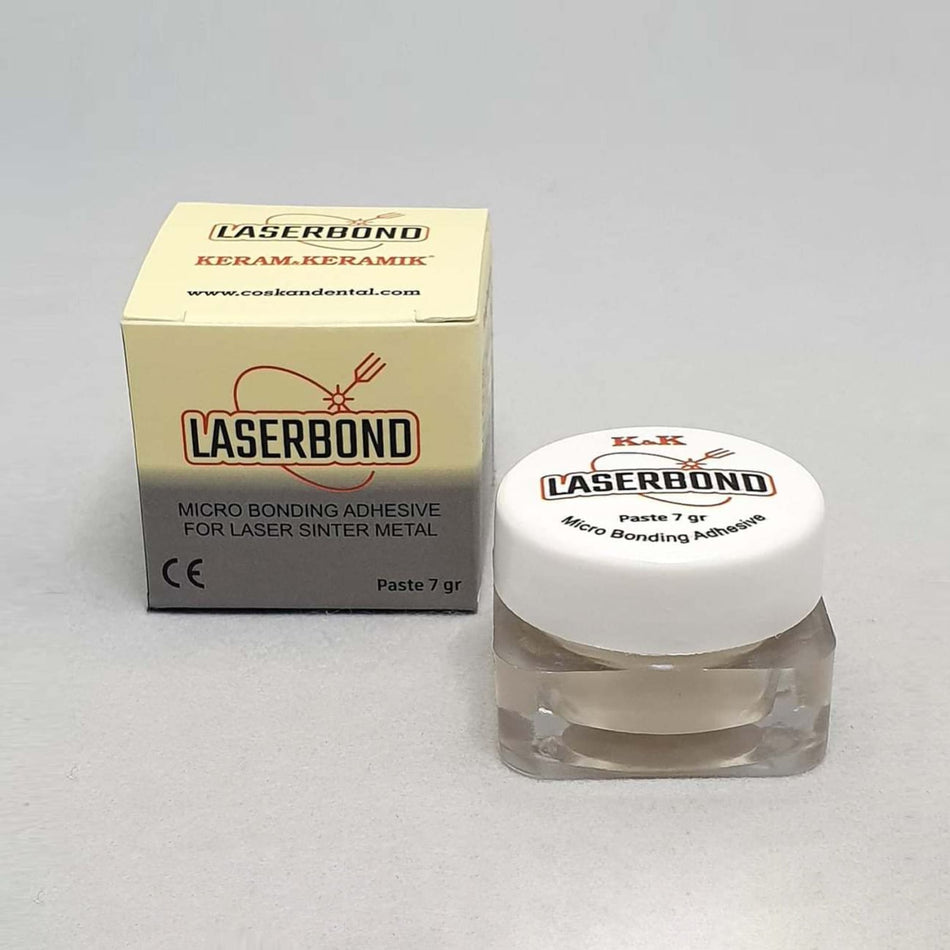 LASERBOND
KERAM&KERAMIK
www.coskandental.com
LASERBOND
MICRO BONDING ADHESIVE
FOR LASER SINTER METAL
CE
Paste 7 gr
K&K
LASERBOND
Paste 7 gr
Micro Bonding Adhesive